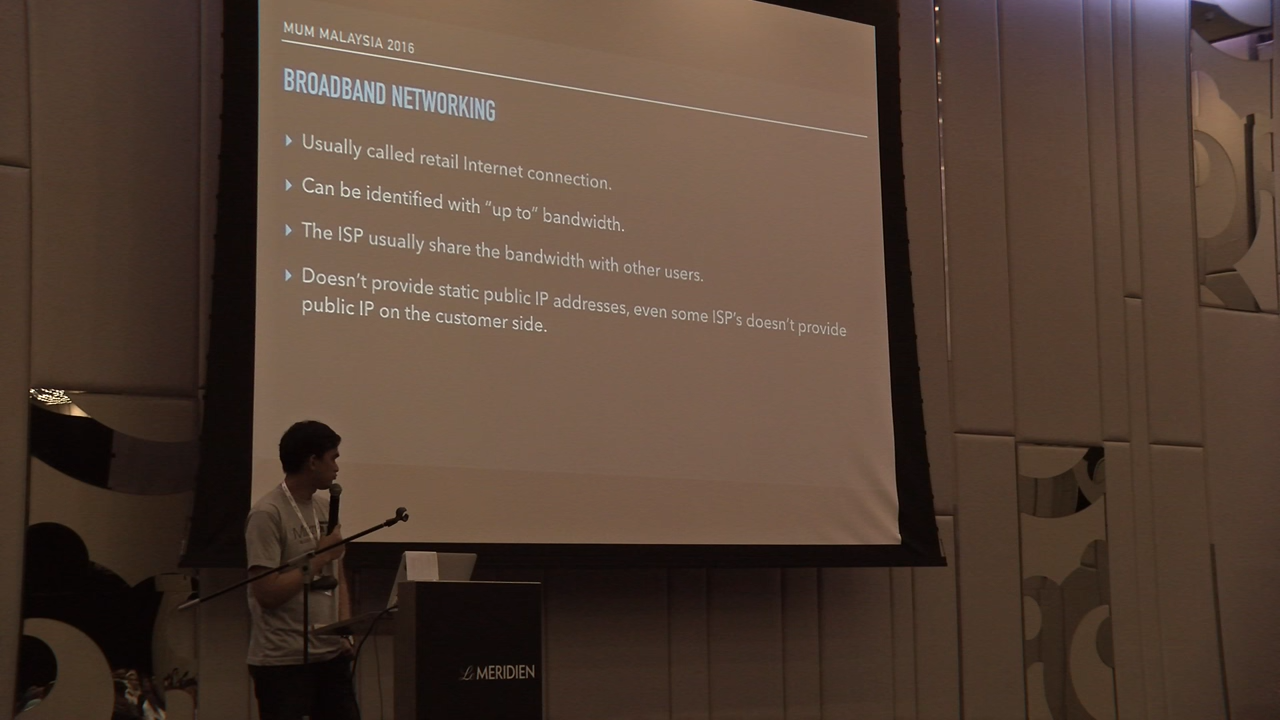 MUM MALAYSIA 2016
BROADBAND NETWORKING
Usually called retail Internet connection.
Can be identified with “up to” bandwidth.
The ISP usually share the bandwidth with other users.
Doesn’t provide static public IP addresses, even some ISP’s doesn’t provide
public IP on the customer side.
Le MERIDIEN